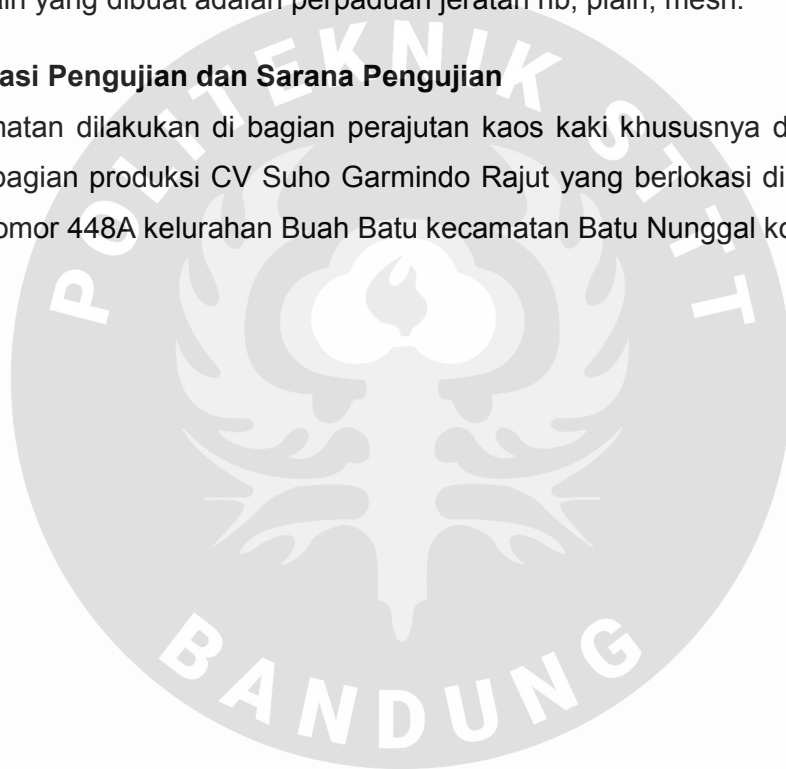 ain yang dibuat adalah perpaduan jeratan rib, plain, mesh.
asi Pengujian dan Sarana Pengujian
natan dilakukan di bagian perajutan kaos kaki khususnya d
bagian produksi CV Suho Garmindo Rajut yang berlokasi di
omor 448A kelurahan Buah Batu kecamatan Batu Nunggal ko
POLITEKNIK STTT
BANDUNG